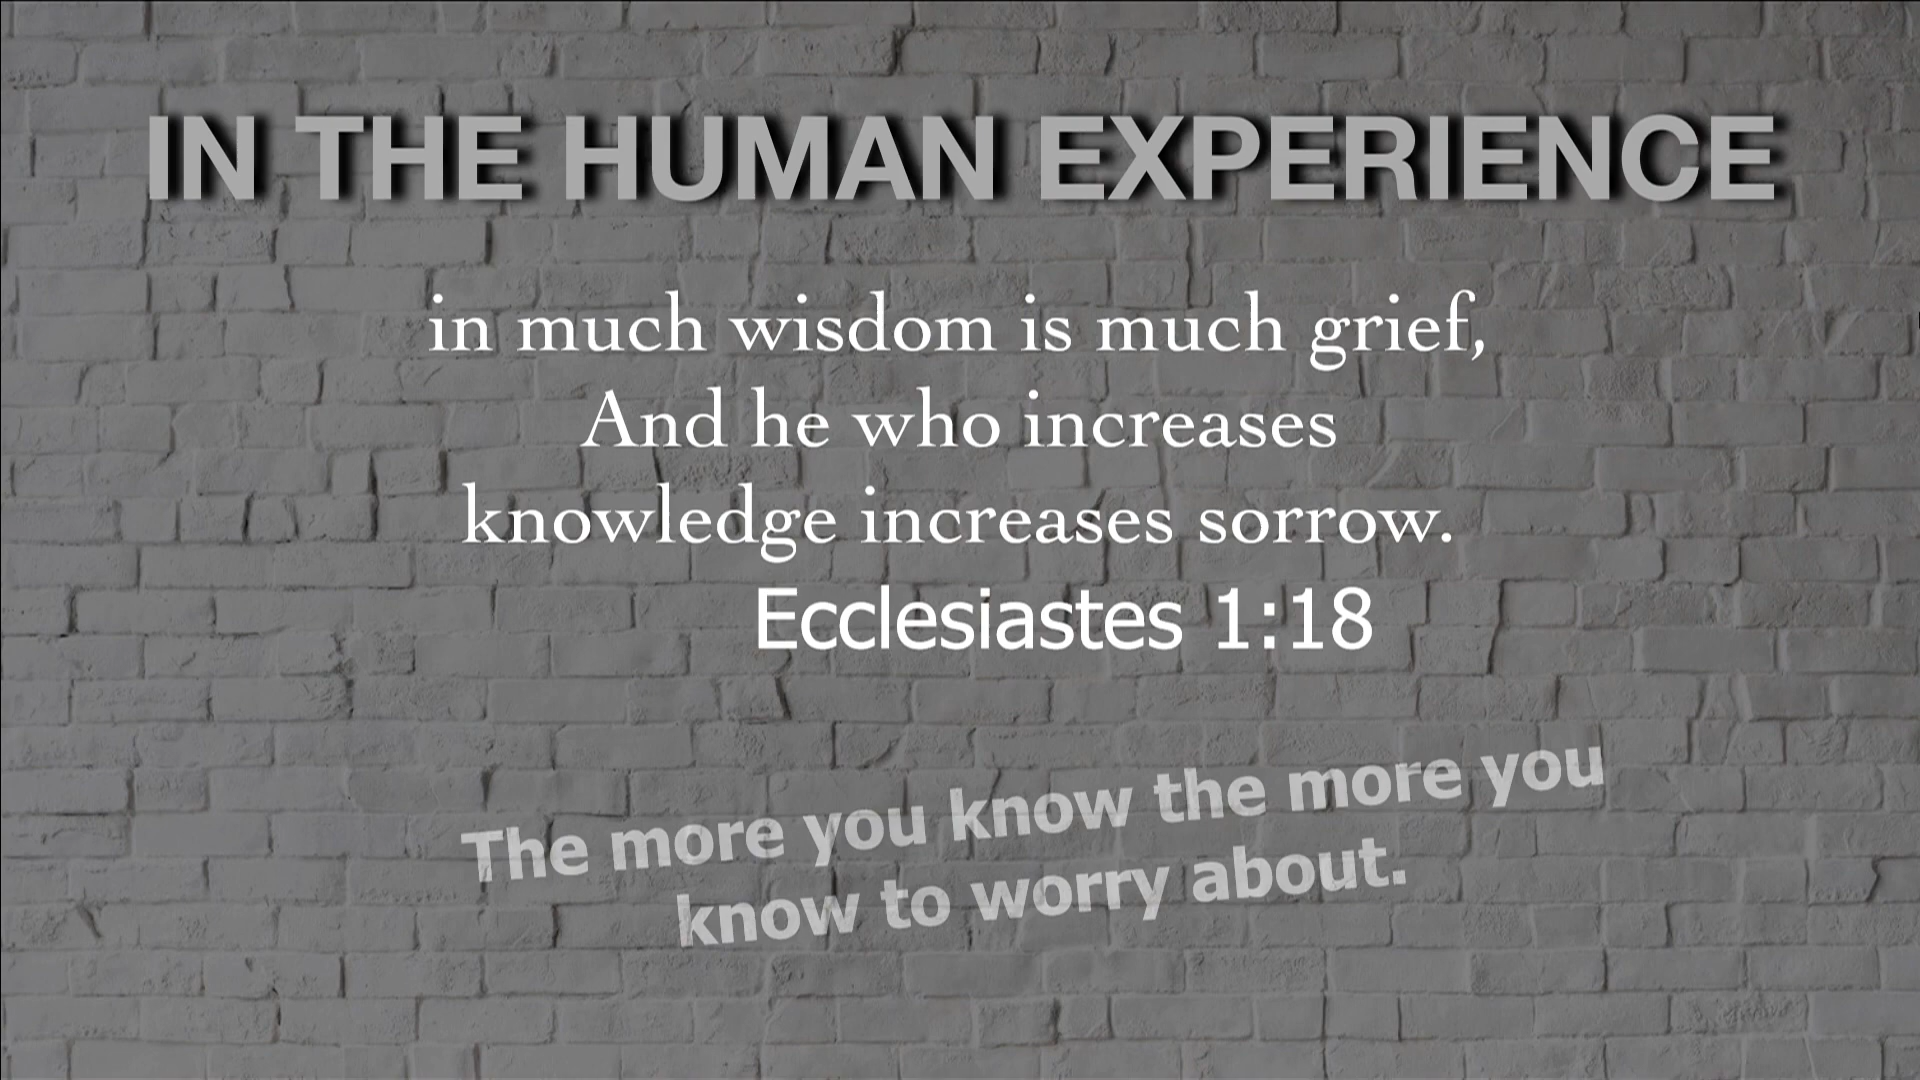 IN THE HUMAN EXPERIENCE
in much wisdom is much grief,
And he who increases
knowledge increases sorrow.
Ecclesiastes 1:18
The more you know the more you
know to worry about.